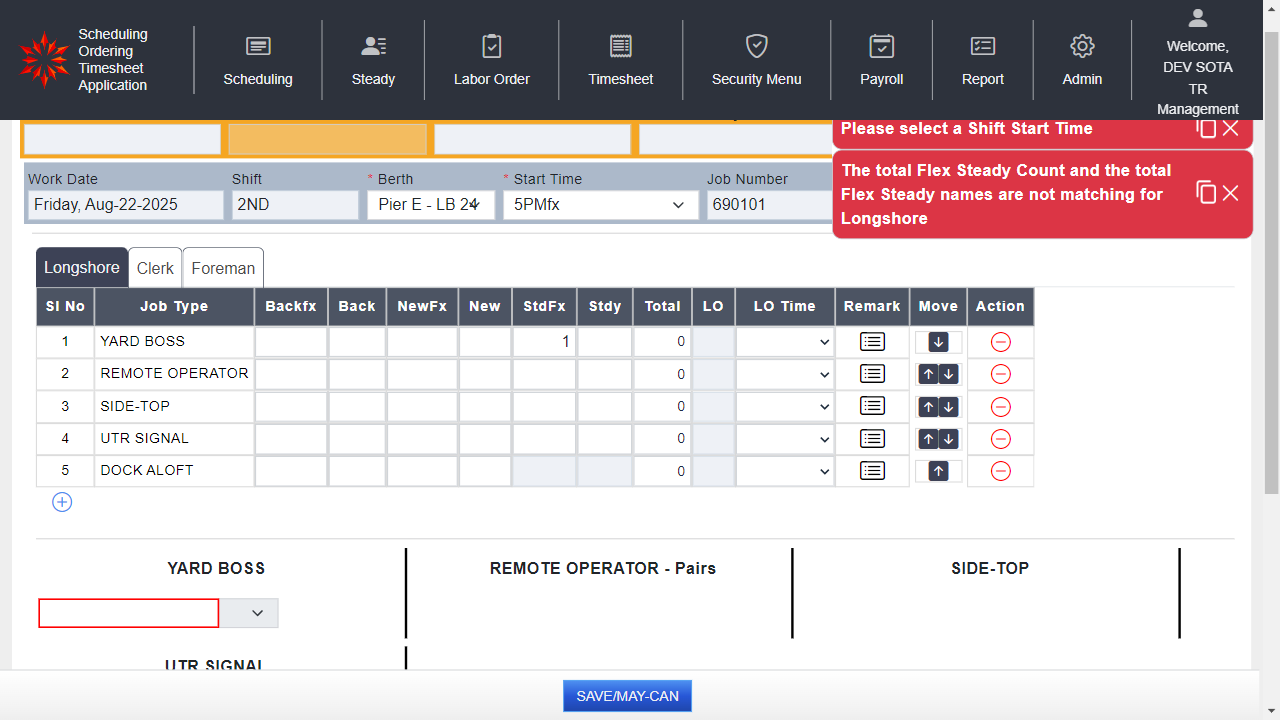 Scheduling
Ordering
Timesheet
Application
Scheduling
Steady
Labor Order
Timesheet
Security Menu
Payroll
Report
Admin
Welcome,
DEV SOTA
TR
Management
Please select a Shift Start Time
The total Flex Steady Count and the total
Flex Steady names are not matching for
Longshore
Work Date
Shift
* Berth
* Start Time
Job Number
Friday, Aug-22-2025
2ND
Pier E - LB 24
5PMfx
690101
Longshore Clerk Foreman
Sl No Job Type Backfx Back NewFx New StdFx Stdy Total LO LO Time Remark Move Action
1 YARD BOSS 1 0
2 REMOTE OPERATOR 0
3 SIDE-TOP 0
4 UTR SIGNAL 0
5 DOCK ALOFT 0
YARD BOSS
REMOTE OPERATOR - Pairs
SIDE-TOP
UTR SIGNAL
SAVE/MAY-CAN